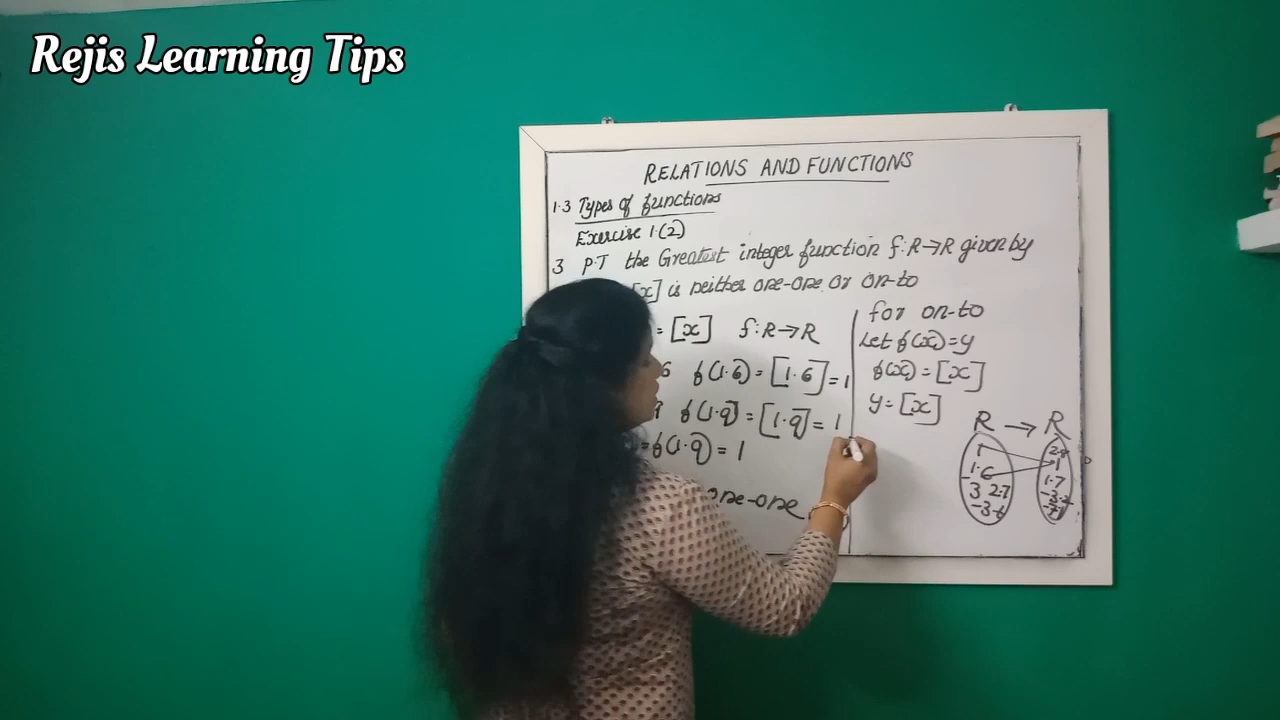 Rejis Learning Tips
RELATIONS AND FUNCTIONS
1.3 Types of functions
Exercise 1.(2)
3 P.T the Greatest integer function f:R→R given by
[x] is neither one-one or on-to
= [x] f:R→R
6 f(1.6) = [1.6] = 1
9 f(1.9) = [1.9] = 1
= f(1.9) = 1
one-one
for on-to
Let f(x) = y
f(x) = [x]
y = [x]
R → R
1
1.6
3 2.7
1
1.7